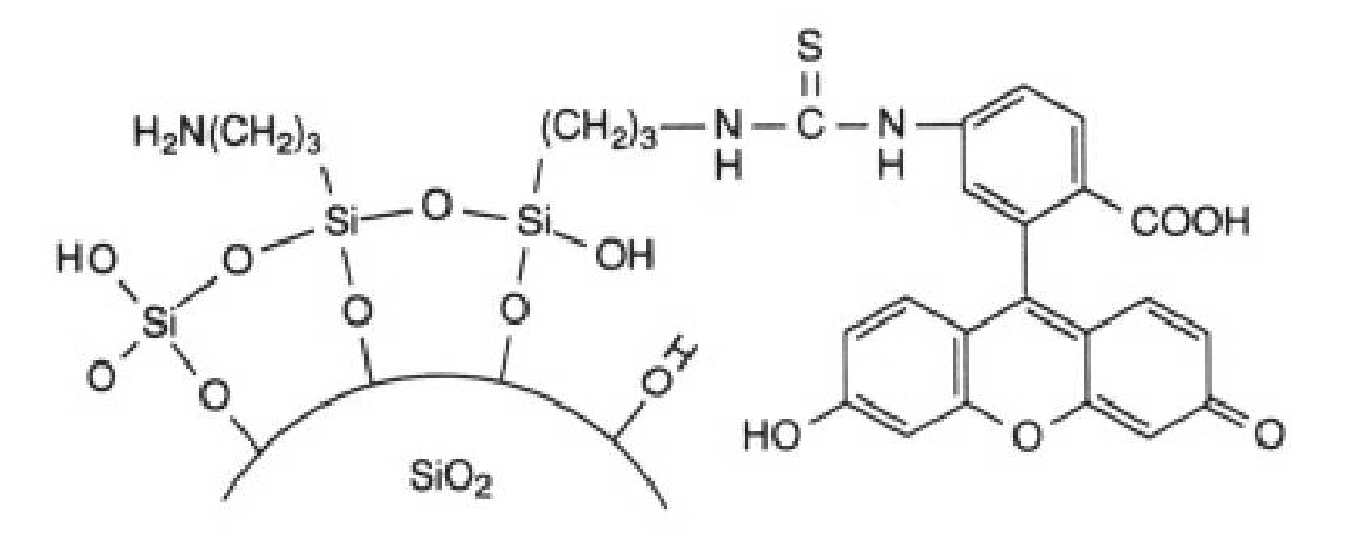 S
H₂N(CH₂)₃
(CH₂)₃
N
C
N
H
H
Si
O
Si
COOH
HO
O
OH
Si
O
O
O
O
OH
HO
O
O
SiO₂